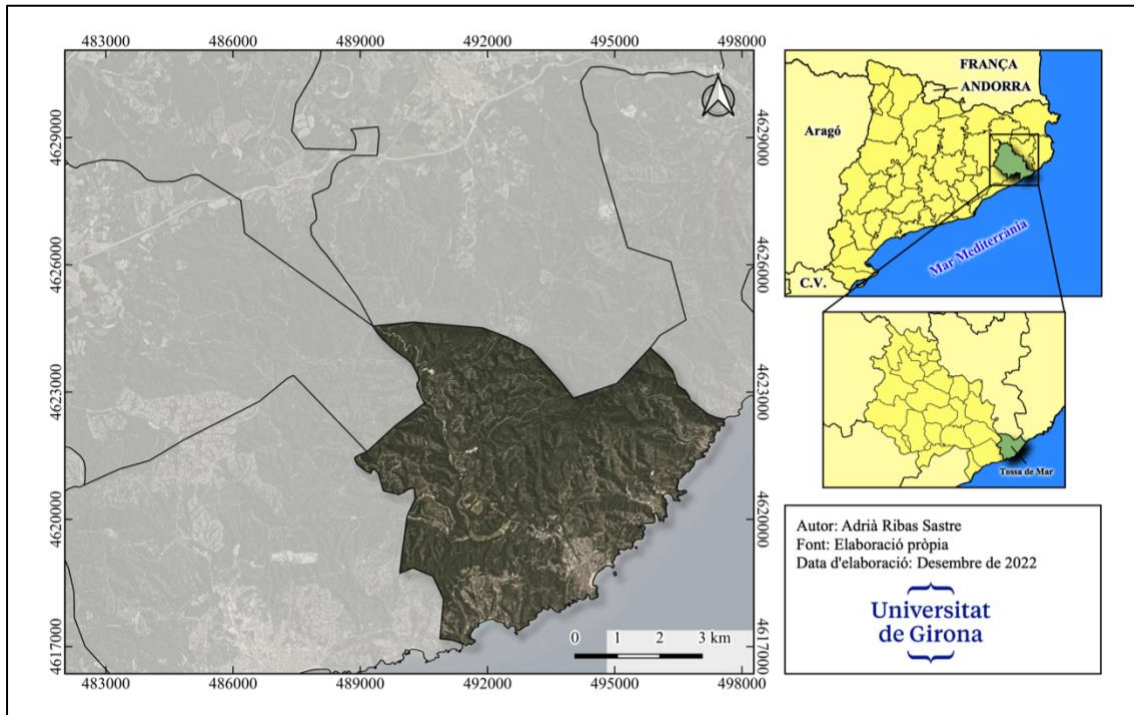 483000 486000 489000 492000 495000 498000
4629000
4626000
4623000
4620000
4617000
4629000
4626000
4623000
4620000
4617000
N
0 1 2 3 km
483000 486000 489000 492000 495000 498000
FRANÇA
ANDORRA
Aragó
Mar Mediterrània
C.V.
Tossa de Mar
Autor: Adrià Ribas Sastre
Font: Elaboració pròpia
Data d'elaboració: Desembre de 2022
Universitat
de Girona